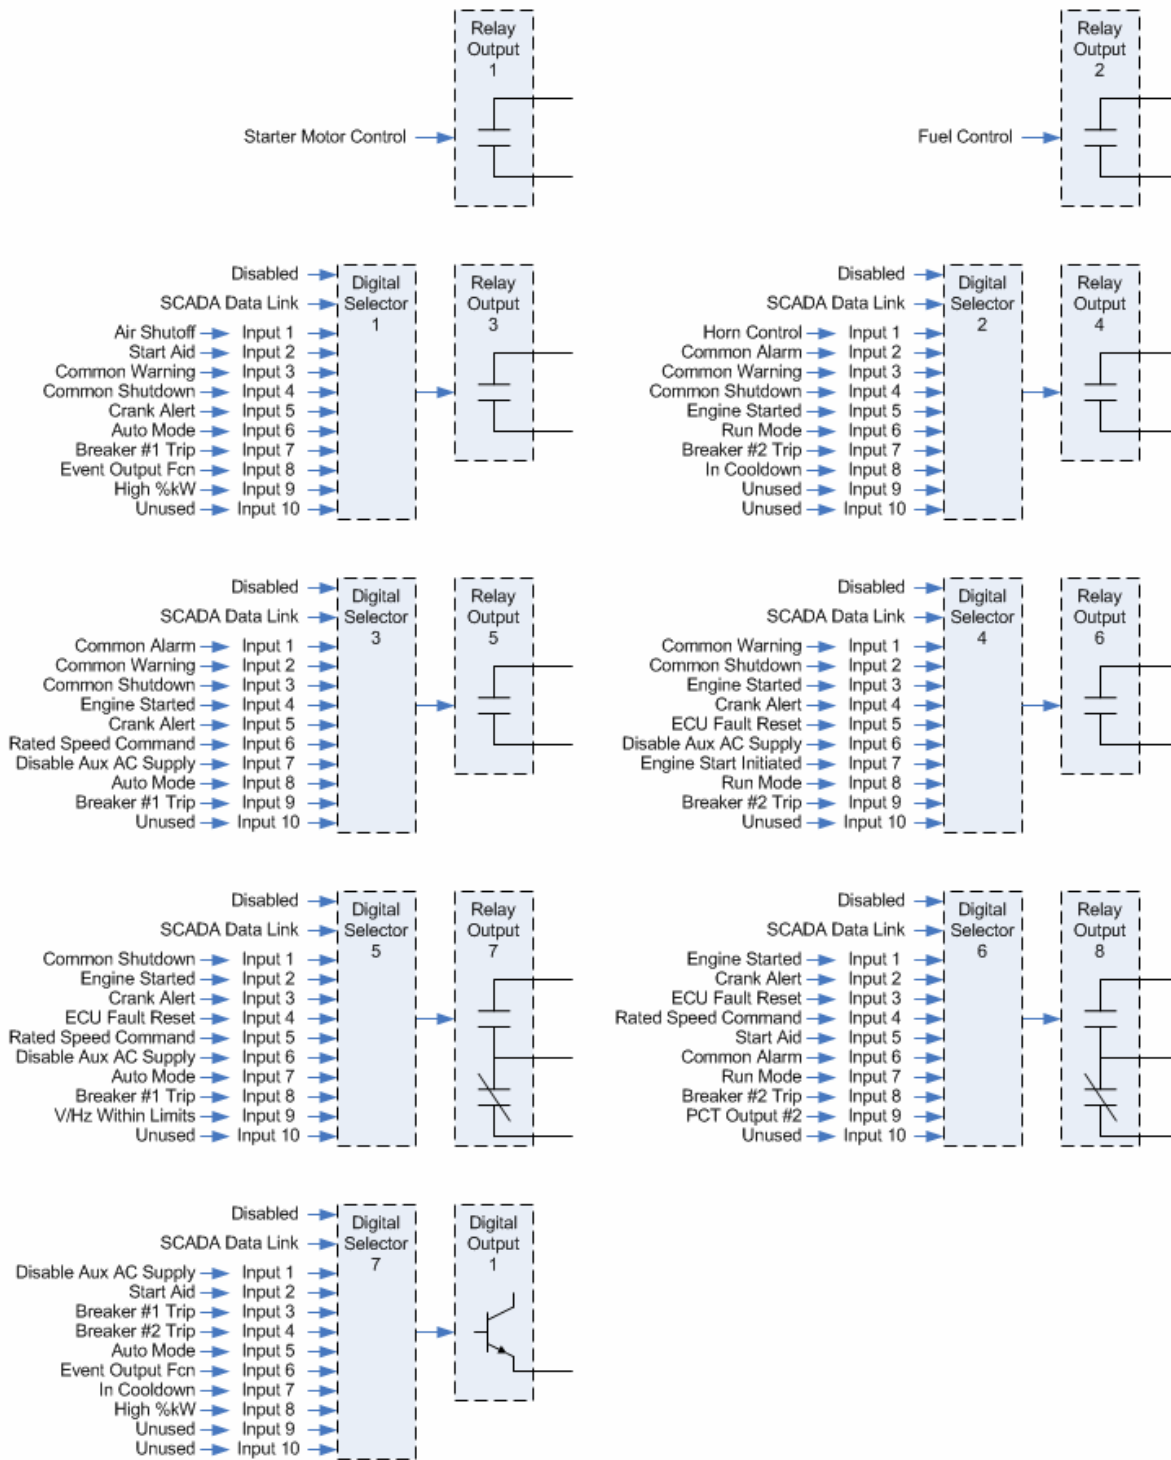 Relay
Output
1
Starter Motor Control
Relay
Output
2
Fuel Control
Disabled
SCADA Data Link
Air Shutoff Input 1
Start Aid Input 2
Common Warning Input 3
Common Shutdown Input 4
Crank Alert Input 5
Auto Mode Input 6
Breaker #1 Trip Input 7
Event Output Fcn Input 8
High %kW Input 9
Unused Input 10
Digital
Selector
1
Relay
Output
3
Disabled
SCADA Data Link
Horn Control Input 1
Common Alarm Input 2
Common Warning Input 3
Common Shutdown Input 4
Engine Started Input 5
Run Mode Input 6
Breaker #2 Trip Input 7
In Cooldown Input 8
Unused Input 9
Unused Input 10
Digital
Selector
2
Relay
Output
4
Disabled
SCADA Data Link
Common Alarm Input 1
Common Warning Input 2
Common Shutdown Input 3
Engine Started Input 4
Crank Alert Input 5
Rated Speed Command Input 6
Disable Aux AC Supply Input 7
Auto Mode Input 8
Breaker #1 Trip Input 9
Unused Input 10
Digital
Selector
3
Relay
Output
5
Disabled
SCADA Data Link
Common Warning Input 1
Common Shutdown Input 2
Engine Started Input 3
Crank Alert Input 4
ECU Fault Reset Input 5
Disable Aux AC Supply Input 6
Engine Start Initiated Input 7
Run Mode Input 8
Breaker #2 Trip Input 9
Unused Input 10
Digital
Selector
4
Relay
Output
6
Disabled
SCADA Data Link
Common Shutdown Input 1
Engine Started Input 2
Crank Alert Input 3
ECU Fault Reset Input 4
Rated Speed Command Input 5
Disable Aux AC Supply Input 6
Auto Mode Input 7
Breaker #1 Trip Input 8
V/Hz Within Limits Input 9
Unused Input 10
Digital
Selector
5
Relay
Output
7
Disabled
SCADA Data Link
Engine Started Input 1
Crank Alert Input 2
ECU Fault Reset Input 3
Rated Speed Command Input 4
Start Aid Input 5
Common Alarm Input 6
Run Mode Input 7
Breaker #2 Trip Input 8
PCT Output #2 Input 9
Unused Input 10
Digital
Selector
6
Relay
Output
8
Disabled
SCADA Data Link
Disable Aux AC Supply Input 1
Start Aid Input 2
Breaker #1 Trip Input 3
Breaker #2 Trip Input 4
Auto Mode Input 5
Event Output Fcn Input 6
In Cooldown Input 7
High %kW Input 8
Unused Input 9
Unused Input 10
Digital
Selector
7
Digital
Output
1